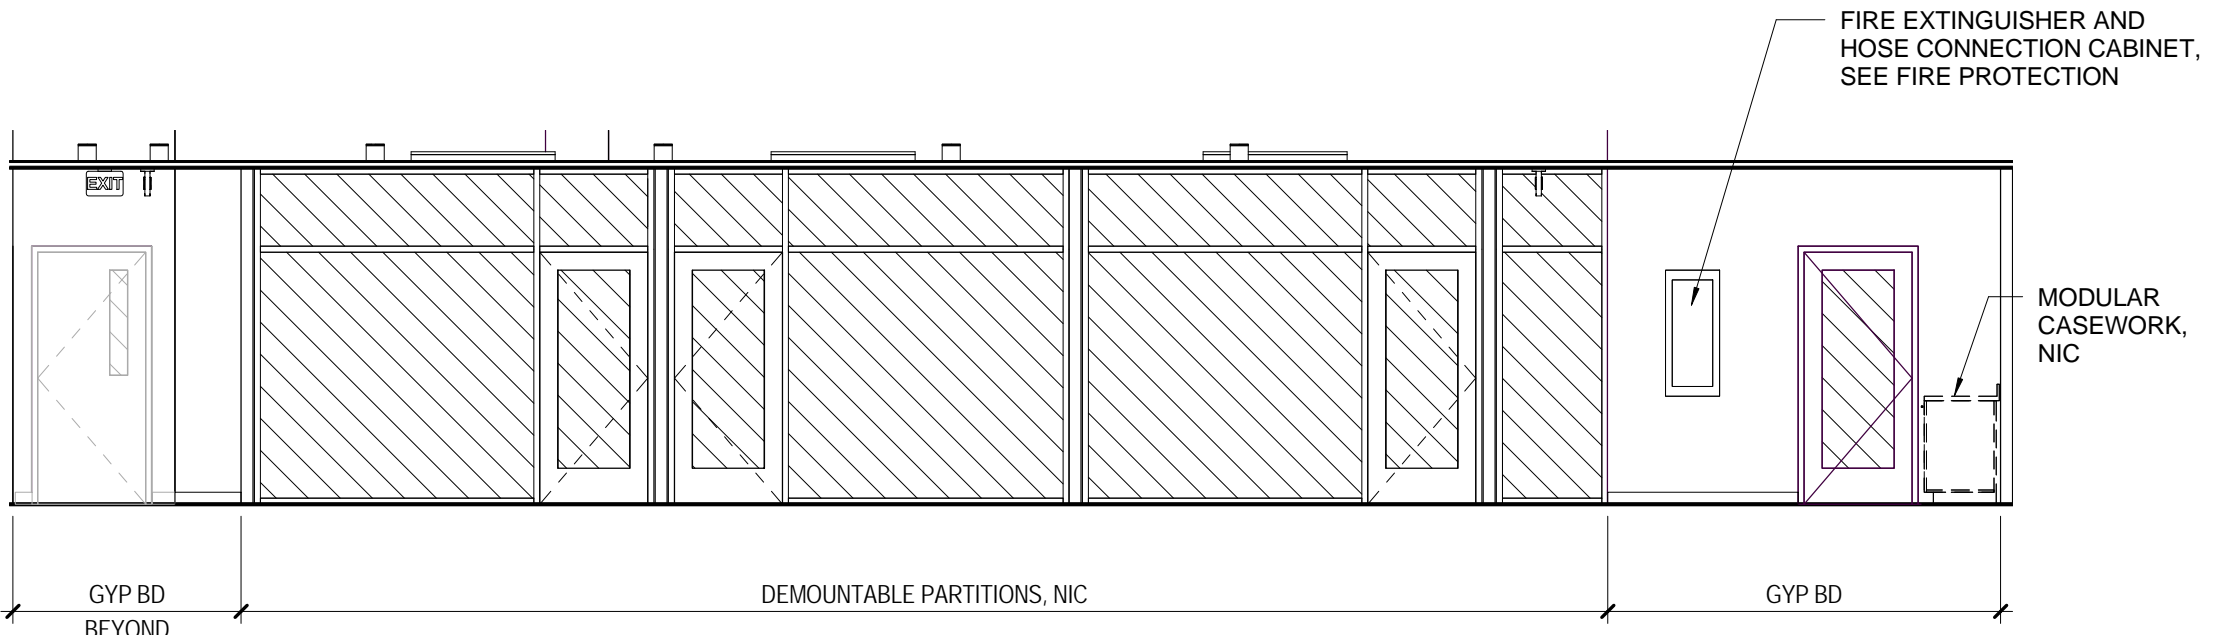 FIRE EXTINGUISHER AND
HOSE CONNECTION CABINET,
SEE FIRE PROTECTION
EXIT
MODULAR
CASEWORK,
NIC
GYP BD
BEYOND
DEMOUNTABLE PARTITIONS, NIC
GYP BD